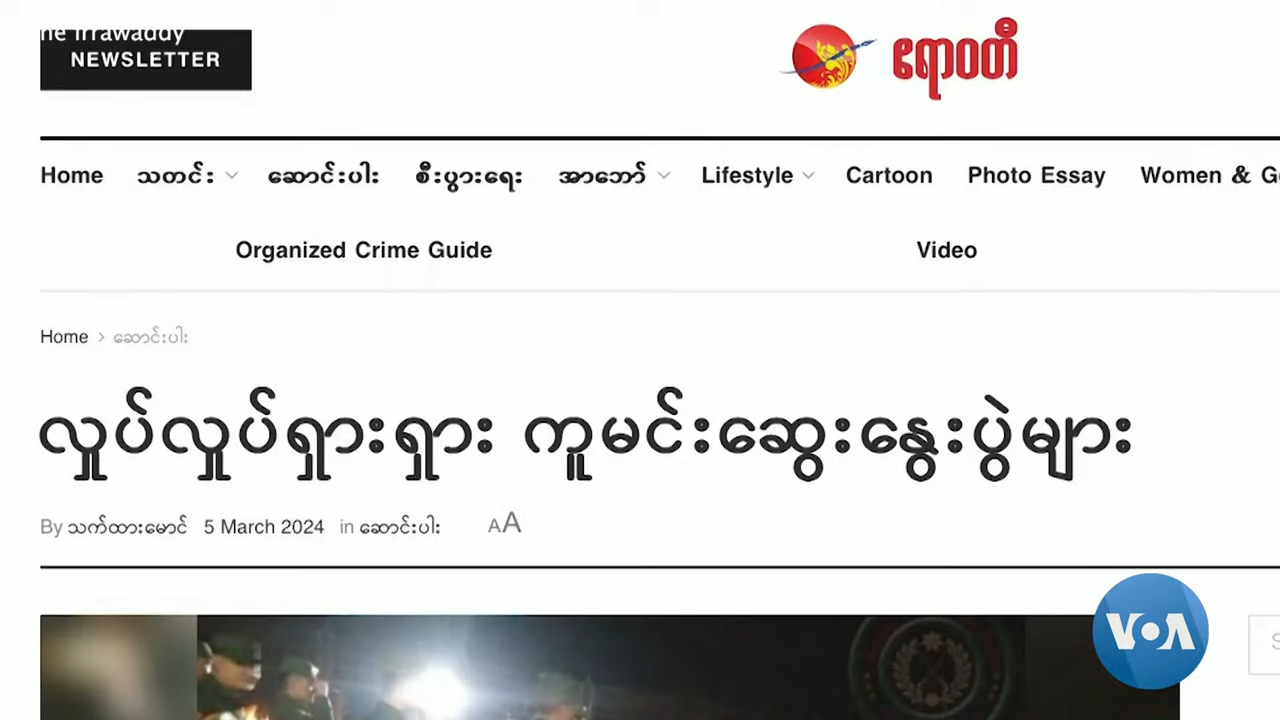 he Irrawaddy
NEWSLETTER
ဧရာဝတီ
Home သတင်း ဆောင်းပါး စီးပွားရေး အာဘော် Lifestyle Cartoon Photo Essay Women &
Organized Crime Guide Video
Home > ဆောင်းပါး
လှုပ်လှုပ်ရှားရှား ကူမင်းဆွေးနွေးပွဲများ
By သက်ထားမောင် 5 March 2024 in ဆောင်းပါး AA
VOA